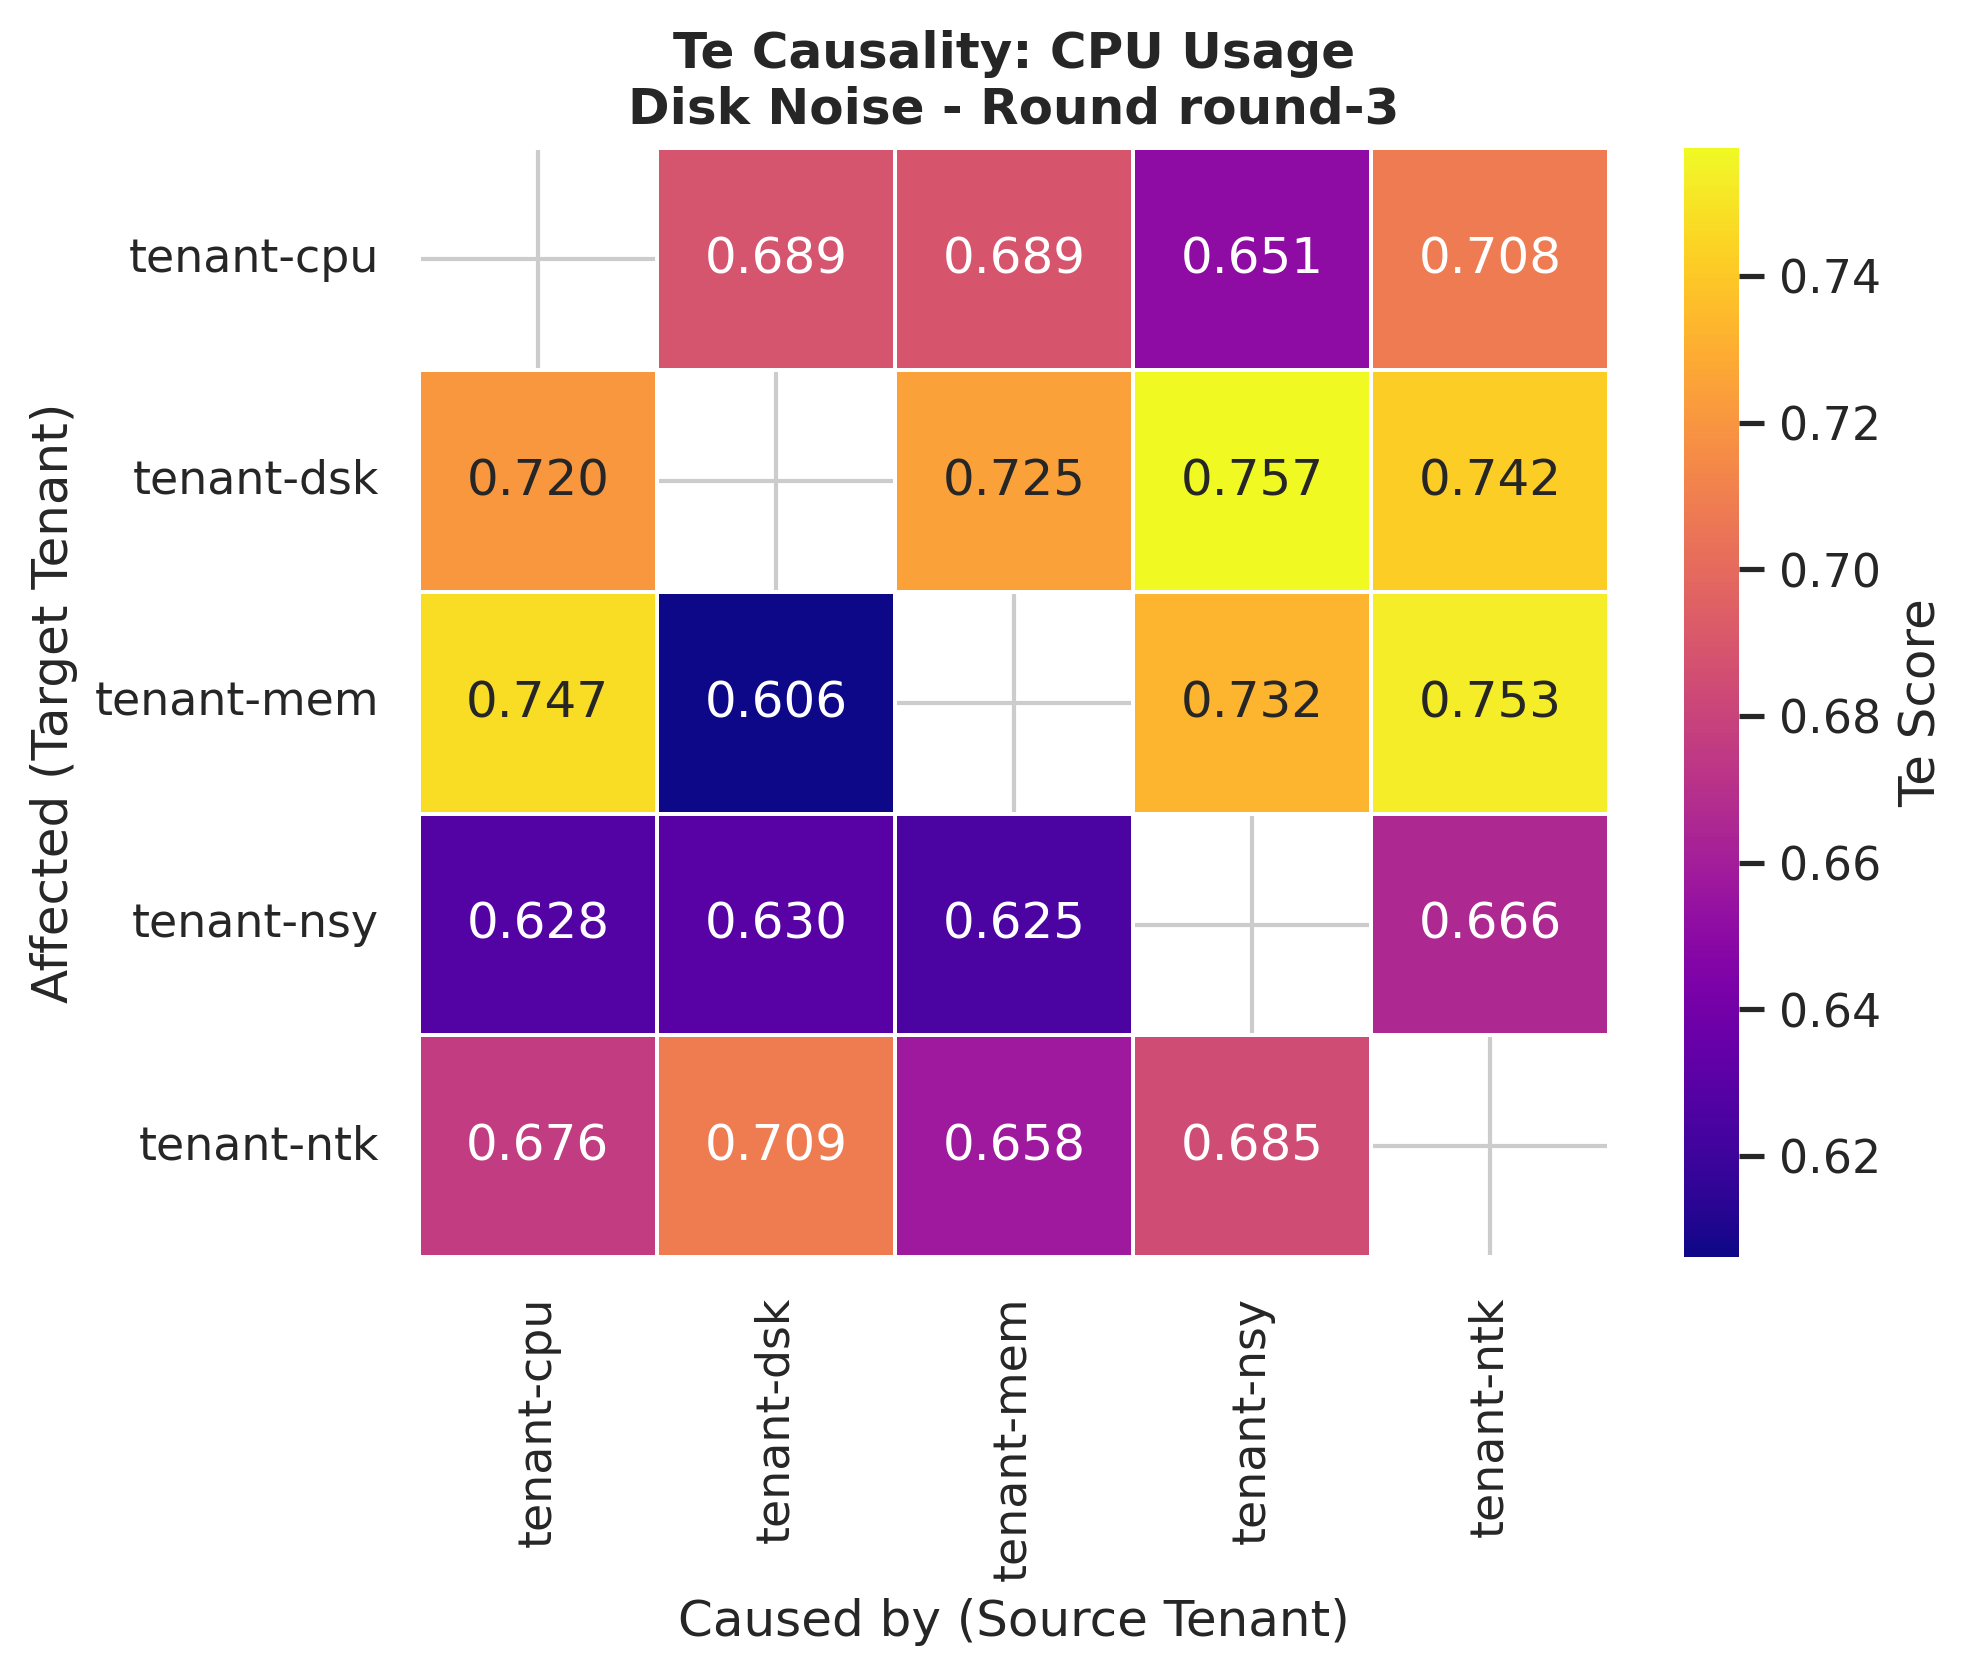 Te Causality: CPU Usage
Disk Noise - Round round-3
Affected (Target Tenant)
tenant-cpu
0.689 0.689 0.651 0.708
tenant-dsk
0.720 0.725 0.757 0.742
tenant-mem
0.747 0.606 0.732 0.753
tenant-nsy
0.628 0.630 0.625 0.666
tenant-ntk
0.676 0.709 0.658 0.685
tenant-cpu
tenant-dsk
tenant-mem
tenant-nsy
tenant-ntk
Caused by (Source Tenant)
0.74
0.72
0.70
0.68
0.66
0.64
0.62
Te Score